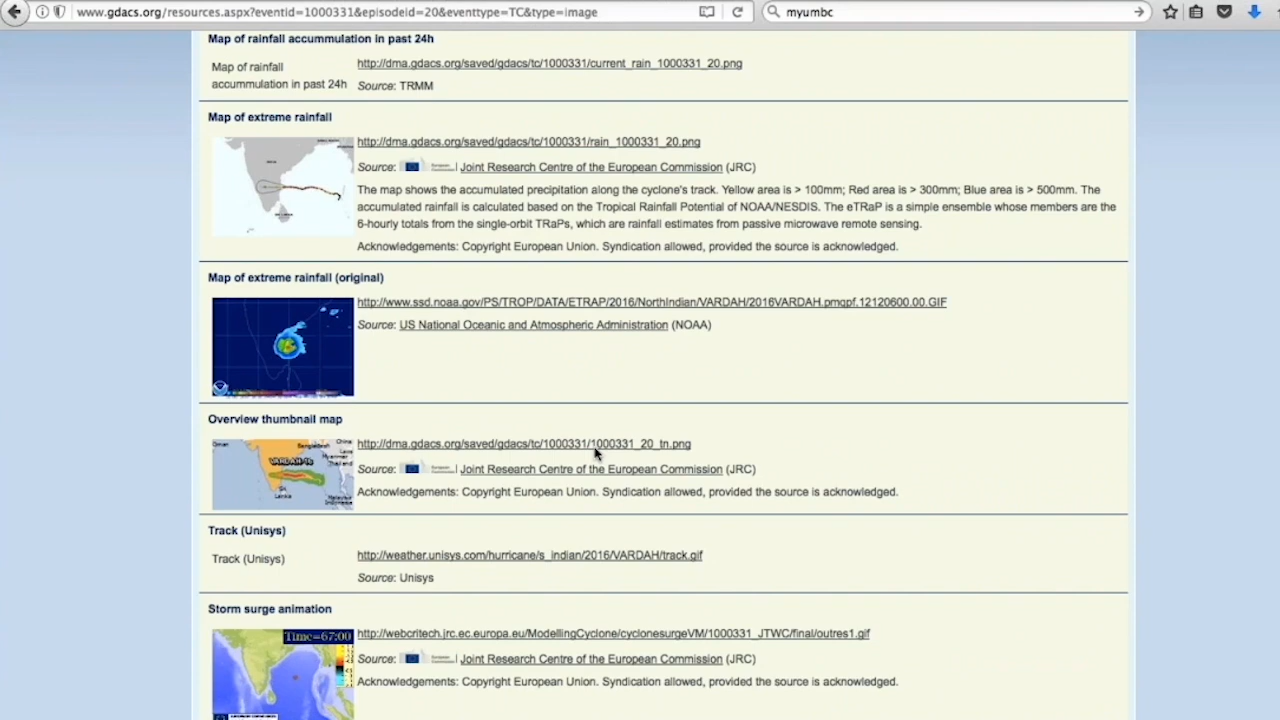 www.gdacs.org/resources.aspx?eventid=1000331&episodeid=20&eventtype=TC&type=image
myumbc
Map of rainfall accummulation in past 24h
Map of rainfall
accummulation in past 24h
http://dma.gdacs.org/saved/gdacs/tc/1000331/current_rain_1000331_20.png
Source: TRMM
Map of extreme rainfall
http://dma.gdacs.org/saved/gdacs/tc/1000331/rain_1000331_20.png
Source: Joint Research Centre of the European Commission (JRC)
The map shows the accumulated precipitation along the cyclone's track. Yellow area is > 100mm; Red area is > 300mm; Blue area is > 500mm. The
accumulated rainfall is calculated based on the Tropical Rainfall Potential of NOAA/NESDIS. The eTRaP is a simple ensemble whose members are the
6-hourly totals from the single-orbit TRaPs, which are rainfall estimates from passive microwave remote sensing.
Acknowledgements: Copyright European Union. Syndication allowed, provided the source is acknowledged.
Map of extreme rainfall (original)
http://www.ssd.noaa.gov/PS/TROP/DATA/ETRAP/2016/NorthIndian/VARDAH/2016VARDAH.pmqpf.12120600.00.GIF
Source: US National Oceanic and Atmospheric Administration (NOAA)
Overview thumbnail map
Oman
Bangladesh
China
Myanmar
Thailand
VARDAH-16
Sri
Lanka
http://dma.gdacs.org/saved/gdacs/tc/1000331/1000331_20_tn.png
Source: Joint Research Centre of the European Commission (JRC)
Acknowledgements: Copyright European Union. Syndication allowed, provided the source is acknowledged.
Track (Unisys)
Track (Unisys)
http://weather.unisys.com/hurricane/s_indian/2016/VARDAH/track.gif
Source: Unisys
Storm surge animation
Time=67:00
http://webcritech.jrc.ec.europa.eu/ModellingCyclone/cyclonesurgeVM/1000331_JTWC/final/outres1.gif
Source: Joint Research Centre of the European Commission (JRC)
Acknowledgements: Copyright European Union. Syndication allowed, provided the source is acknowledged.